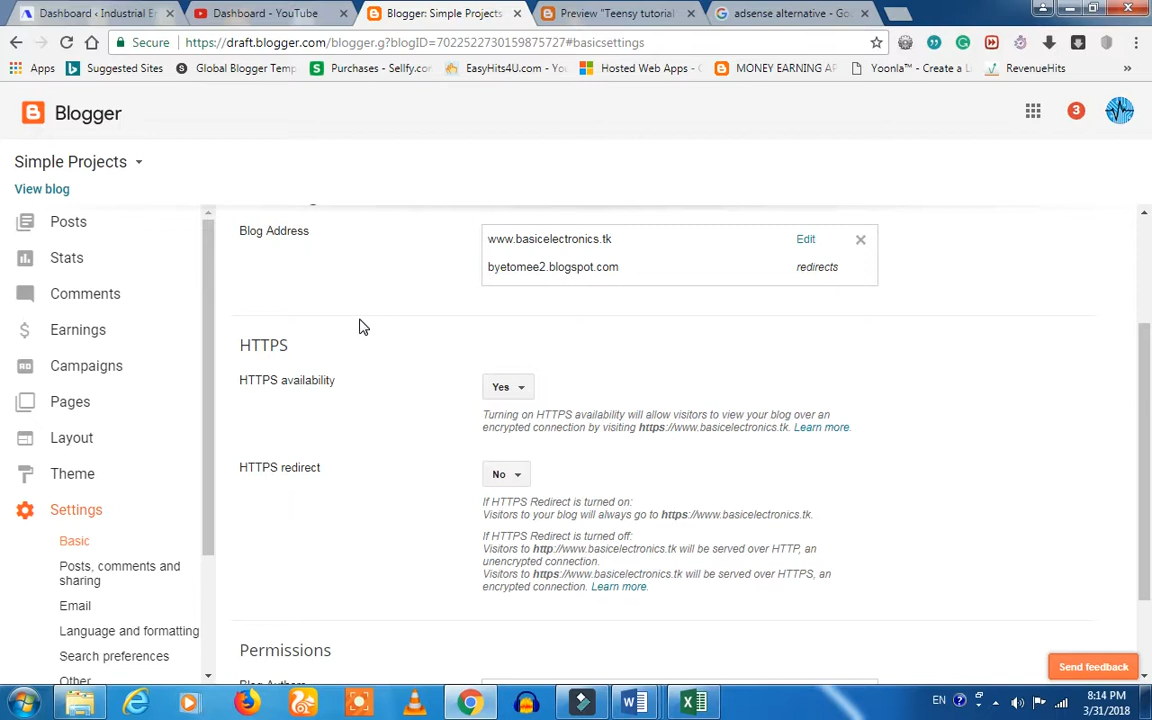 Dashboard ‹ Industrial E
Dashboard - YouTube
Blogger: Simple Projects
Preview "Teensy tutorial
adsense alternative - Go
Secure
https://draft.blogger.com/blogger.g?blogID=7022522730159875727#basicsettings
Apps
Suggested Sites
Global Blogger Temp
Purchases - Sellfy.co
EasyHits4U.com - Yo
Hosted Web Apps - 
MONEY EARNING AP
Yoonla™ - Create a L
RevenueHits
»
Blogger
3
Simple Projects
View blog
Posts
Stats
Comments
Earnings
Campaigns
Pages
Layout
Theme
Settings
Basic
Posts, comments and
sharing
Email
Language and formatting
Search preferences
Other
Blog Address
www.basicelectronics.tk
Edit
byetomee2.blogspot.com
redirects
HTTPS
HTTPS availability
Yes
Turning on HTTPS availability will allow visitors to view your blog over an
encrypted connection by visiting https://www.basicelectronics.tk. Learn more.
HTTPS redirect
No
If HTTPS Redirect is turned on:
Visitors to your blog will always go to https://www.basicelectronics.tk.
If HTTPS Redirect is turned off:
Visitors to http://www.basicelectronics.tk will be served over HTTP, an
unencrypted connection.
Visitors to https://www.basicelectronics.tk will be served over HTTPS, an
encrypted connection. Learn more.
Permissions
Blog Authors
Send feedback
EN
8:14 PM
3/31/2018